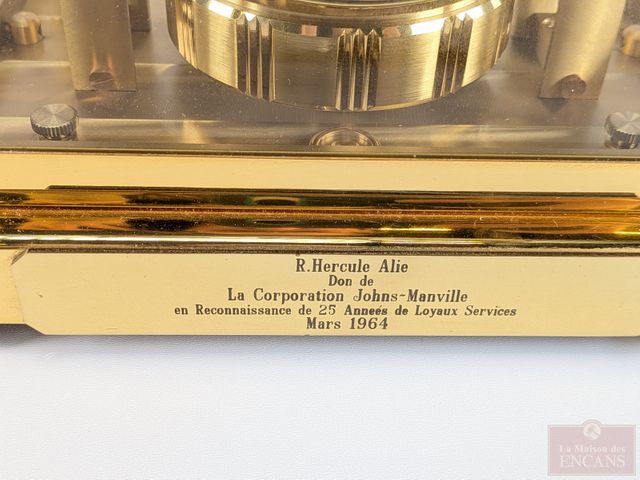 R.Hercule Alie
Don de
La Corporation Johns-Manville
en Reconnaissance de 25 Anneés de Loyaux Services
Mars 1964
La Maison des
ENCANS